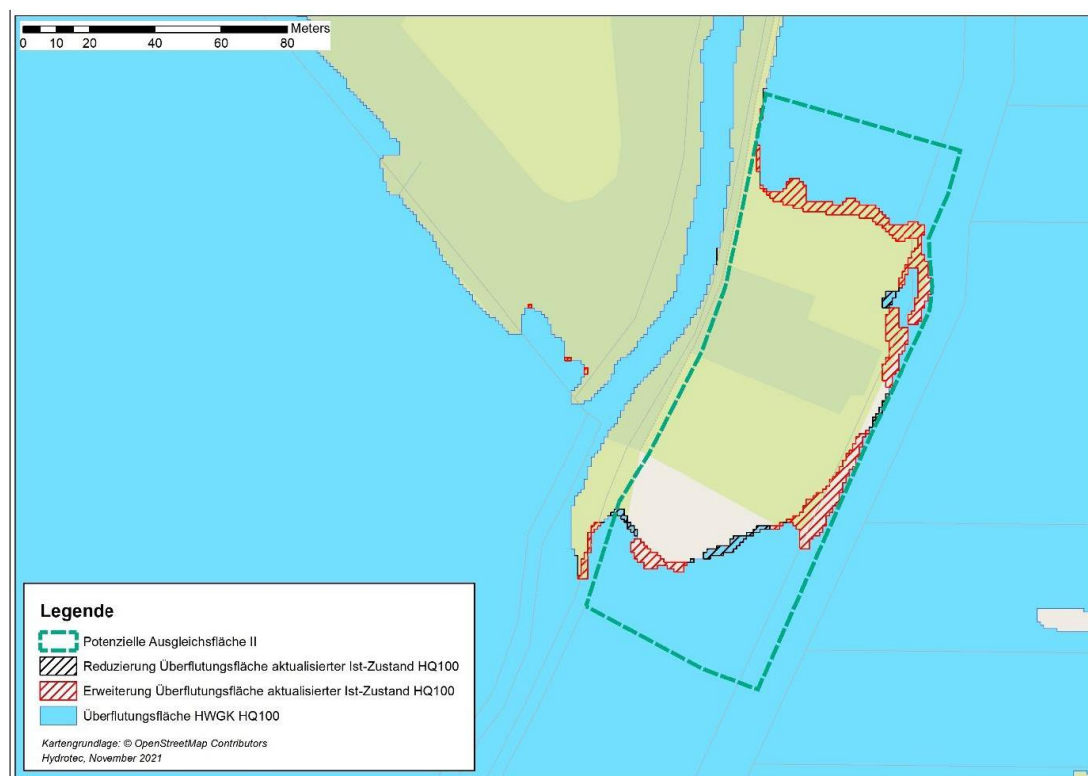 Meters
0 10 20 40 60 80
Legende
Potenzielle Ausgleichsfläche II
Reduzierung Überflutungsfläche aktualisierter Ist-Zustand HQ100
Erweiterung Überflutungsfläche aktualisierter Ist-Zustand HQ100
Überflutungsfläche HWGK HQ100
Kartengrundlage: © OpenStreetMap Contributors
Hydrotec, November 2021